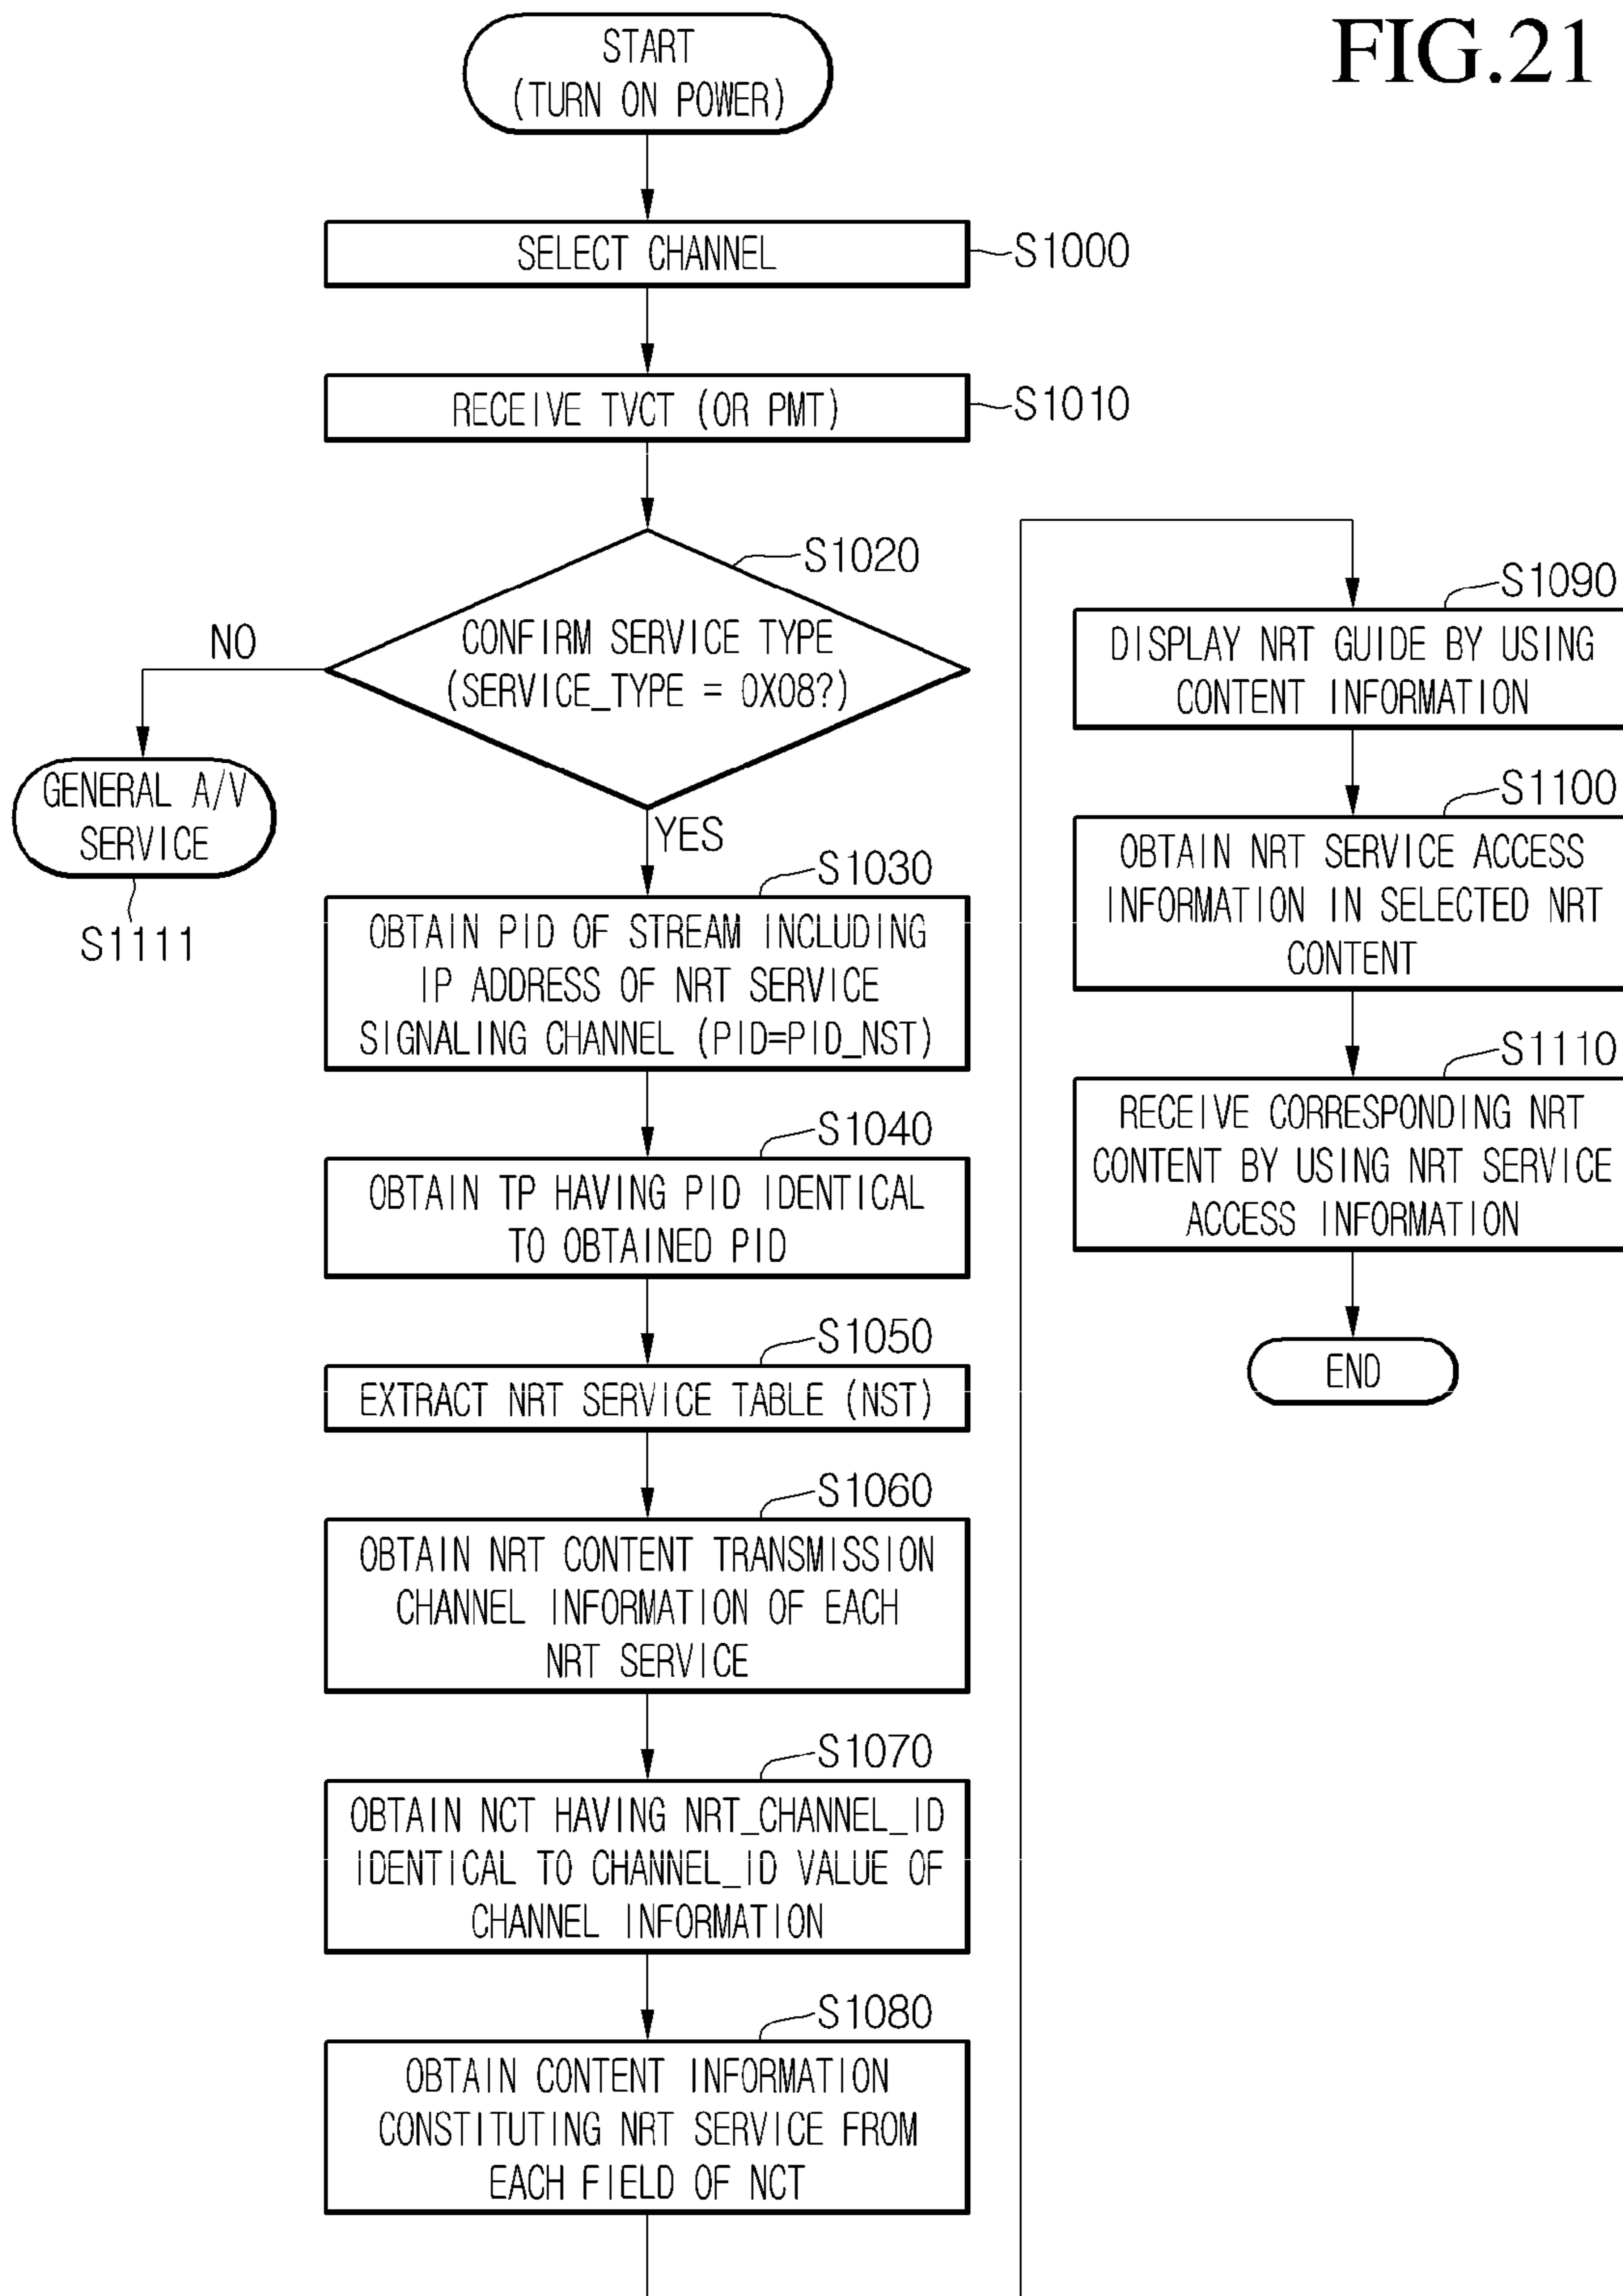 FIG.21
START
(TURN ON POWER)
SELECT CHANNEL
S1000
RECEIVE TVCT (OR PMT)
S1010
S1020
CONFIRM SERVICE TYPE
(SERVICE_TYPE = 0X08?)
NO
GENERAL A/V
SERVICE
S1111
YES
S1030
OBTAIN PID OF STREAM INCLUDING
IP ADDRESS OF NRT SERVICE
SIGNALING CHANNEL (PID=PID_NST)
S1040
OBTAIN TP HAVING PID IDENTICAL
TO OBTAINED PID
S1050
EXTRACT NRT SERVICE TABLE (NST)
S1060
OBTAIN NRT CONTENT TRANSMISSION
CHANNEL INFORMATION OF EACH
NRT SERVICE
S1070
OBTAIN NCT HAVING NRT_CHANNEL_ID
IDENTICAL TO CHANNEL_ID VALUE OF
CHANNEL INFORMATION
S1080
OBTAIN CONTENT INFORMATION
CONSTITUTING NRT SERVICE FROM
EACH FIELD OF NCT
S1090
DISPLAY NRT GUIDE BY USING
CONTENT INFORMATION
S1100
OBTAIN NRT SERVICE ACCESS
INFORMATION IN SELECTED NRT
CONTENT
S1110
RECEIVE CORRESPONDING NRT
CONTENT BY USING NRT SERVICE
ACCESS INFORMATION
END